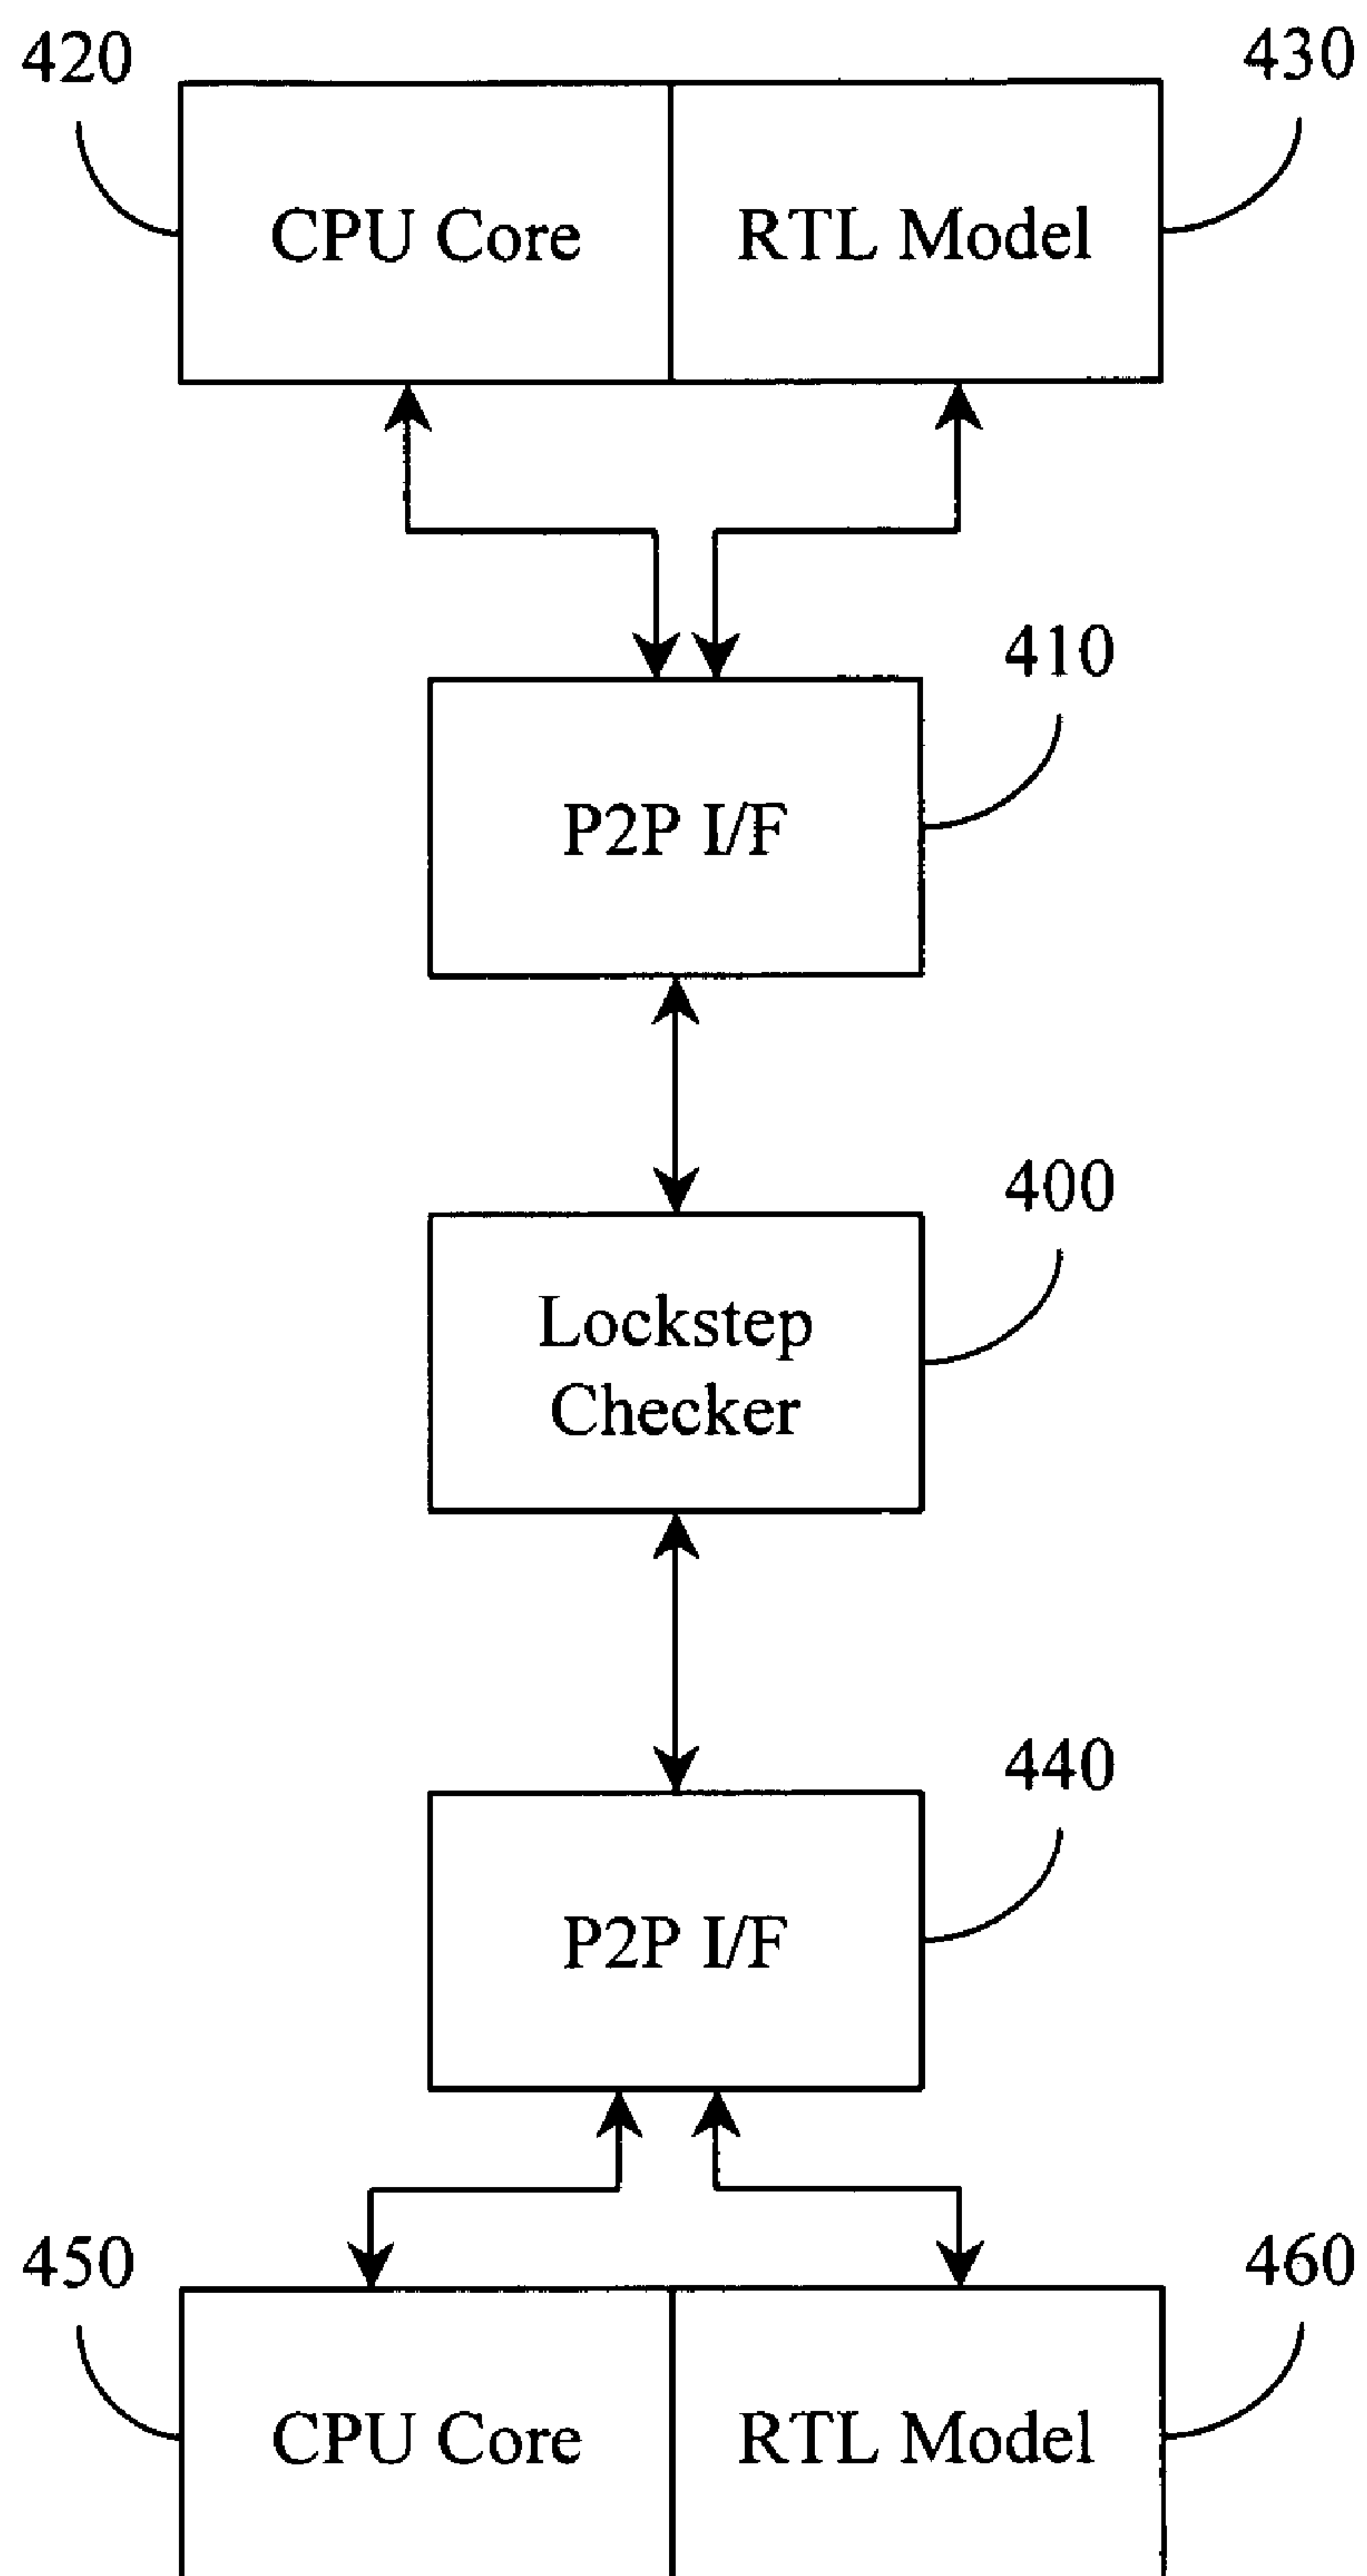 420
430
CPU Core
RTL Model
410
P2P I/F
400
Lockstep
Checker
440
P2P I/F
450
460
CPU Core
RTL Model